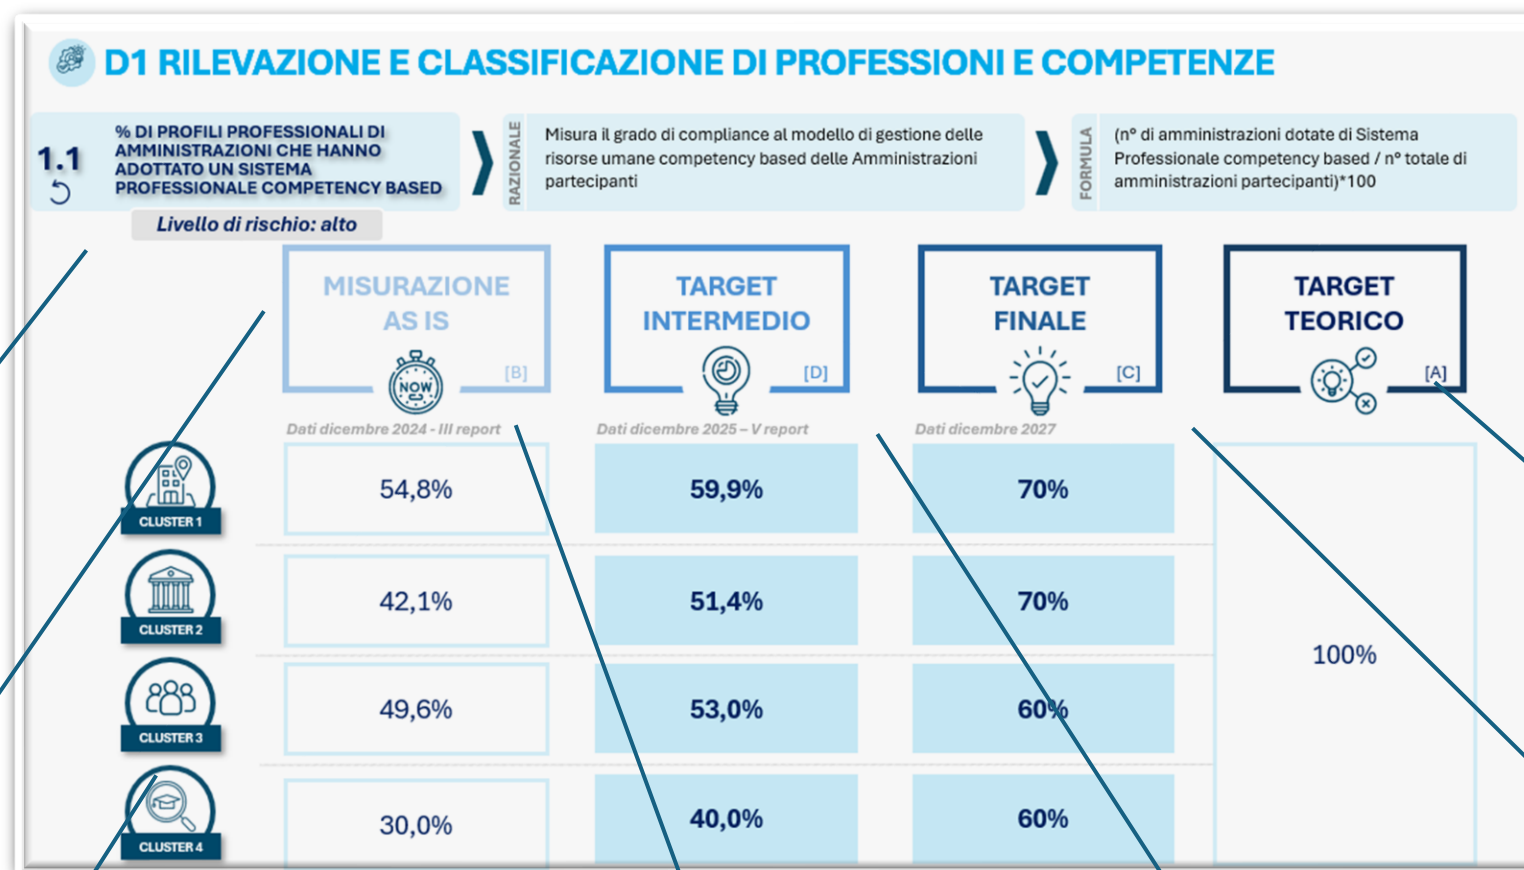 D1 RILEVAZIONE E CLASSIFICAZIONE DI PROFESSIONI E COMPETENZE
1.1
% DI PROFILI PROFESSIONALI DI
AMMINISTRAZIONI CHE HANNO
ADOTTATO UN SISTEMA
PROFESSIONALE COMPETENCY BASED
RAZIONALE
Misura il grado di compliance al modello di gestione delle
risorse umane competency based delle Amministrazioni
partecipanti
FORMULA
(n° di amministrazioni dotate di Sistema
Professionale competency based / n° totale di
amministrazioni partecipanti)*100
Livello di rischio: alto
MISURAZIONE
AS IS
NOW
[B]
TARGET
INTERMEDIO
[D]
TARGET
FINALE
[C]
TARGET
TEORICO
[A]
Dati dicembre 2024 - III report
Dati dicembre 2025 – V report
Dati dicembre 2027
CLUSTER 1
54,8%
59,9%
70%
CLUSTER 2
42,1%
51,4%
70%
100%
CLUSTER 3
49,6%
53,0%
60%
CLUSTER 4
30,0%
40,0%
60%